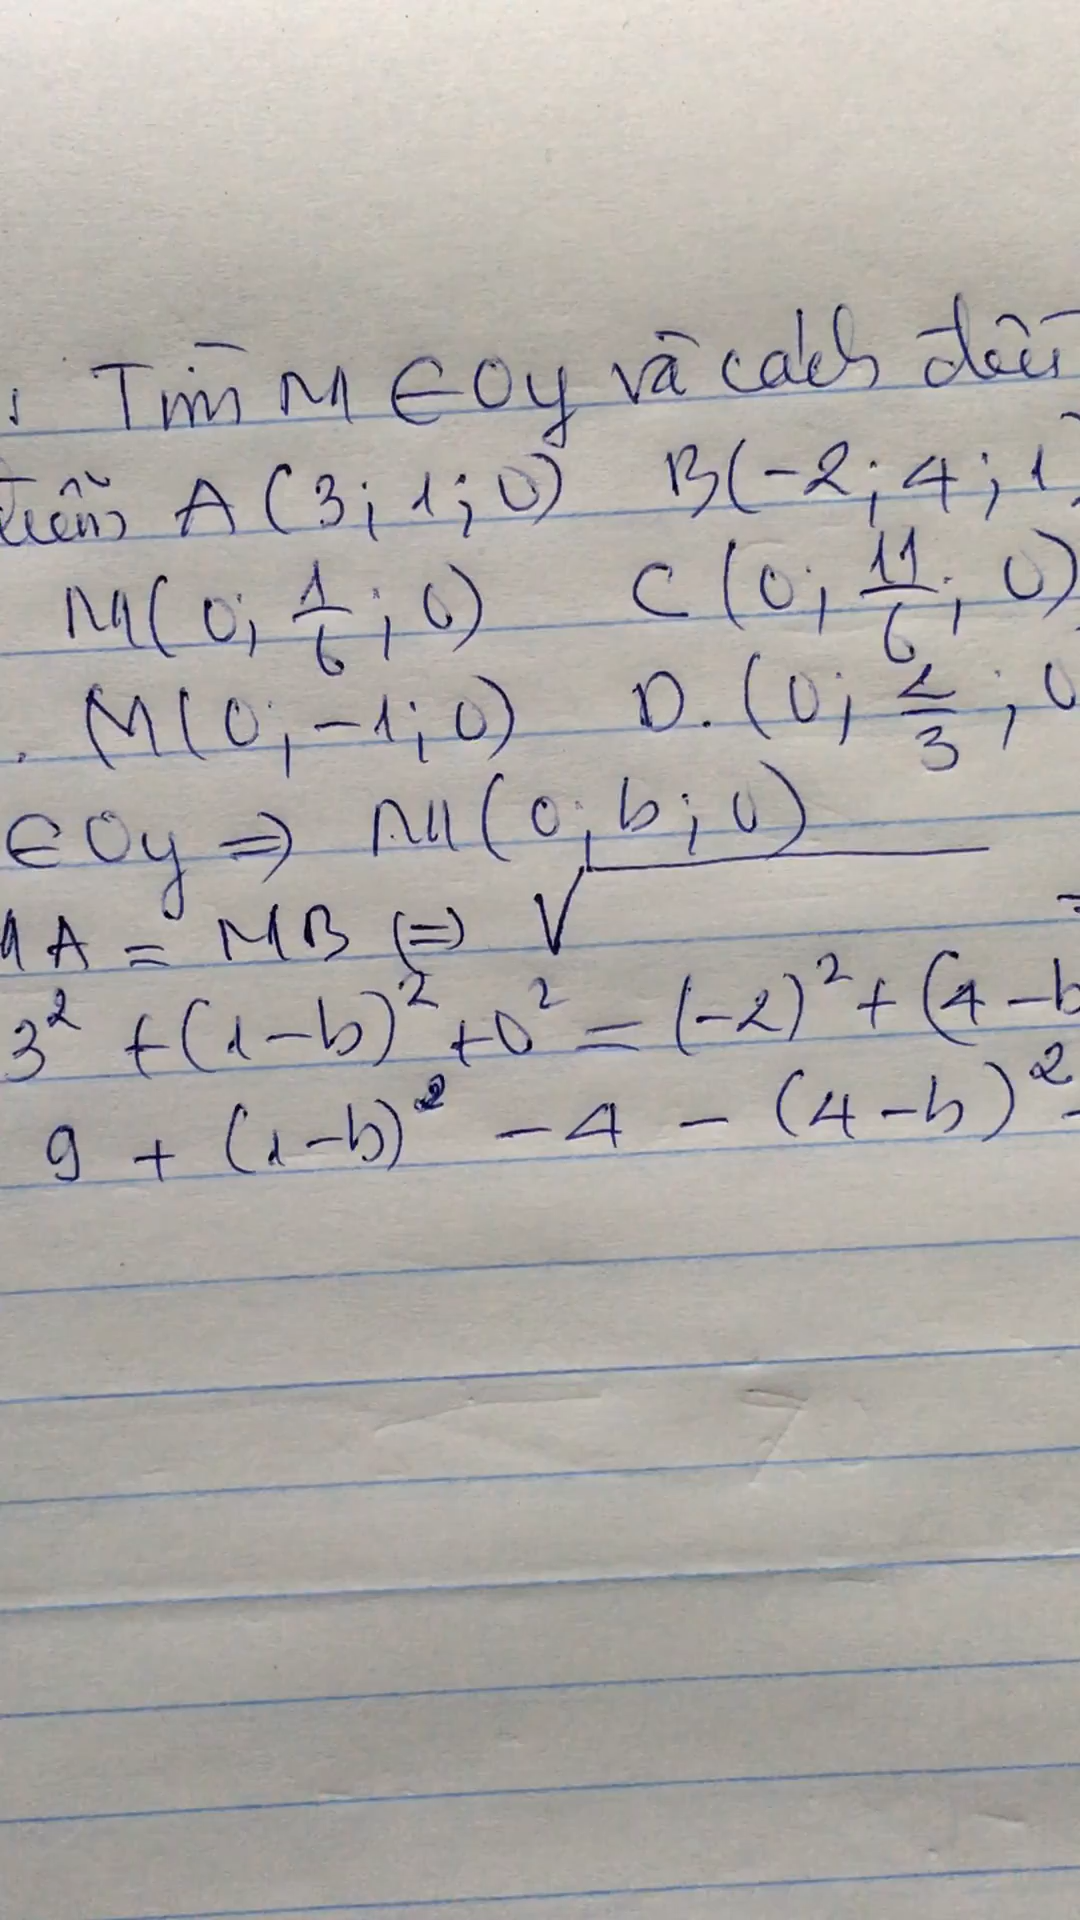 : Tìm M ∈ Oy và cách đều
điểm A(3; 1; 0) B(-2; 4; 1)
M(0; 1/6; 0) C (0; 11/6; 0)
. M(0; -1; 0) D. (0; 2/3; 0
∈ Oy => M(0; b; 0)
MA = MB (=) √ =
3² + (1-b)² + 0² = (-2)² + (4-b
9 + (1-b)² - 4 - (4-b)² -